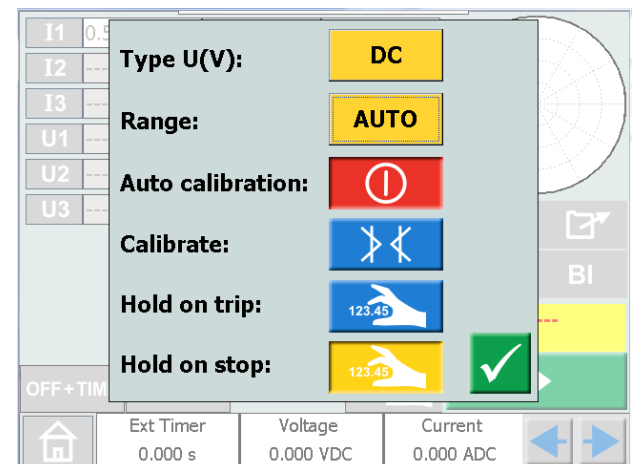 I1 0.5
I2 ---
I3 ---
U1 ---
U2 ---
U3 ---
Type U(V): DC
Range: AUTO
Auto calibration:
Calibrate:
Hold on trip: 123.45
Hold on stop: 123.45
BI
---
OFF+TIM
Ext Timer Voltage Current
0.000 s 0.000 VDC 0.000 ADC